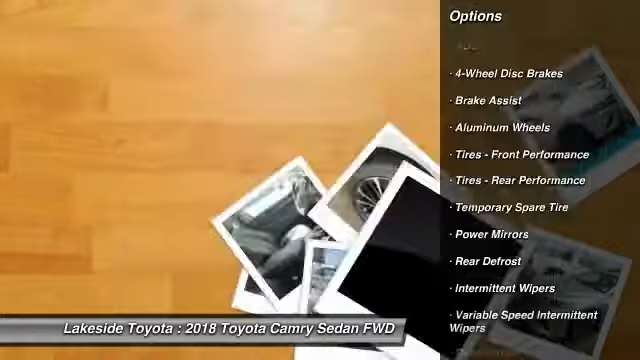 Options
· 4-Wheel Disc Brakes
· Brake Assist
· Aluminum Wheels
· Tires - Front Performance
· Tires - Rear Performance
· Temporary Spare Tire
· Power Mirrors
· Rear Defrost
· Intermittent Wipers
· Variable Speed Intermittent
Wipers
Lakeside Toyota : 2018 Toyota Camry Sedan FWD